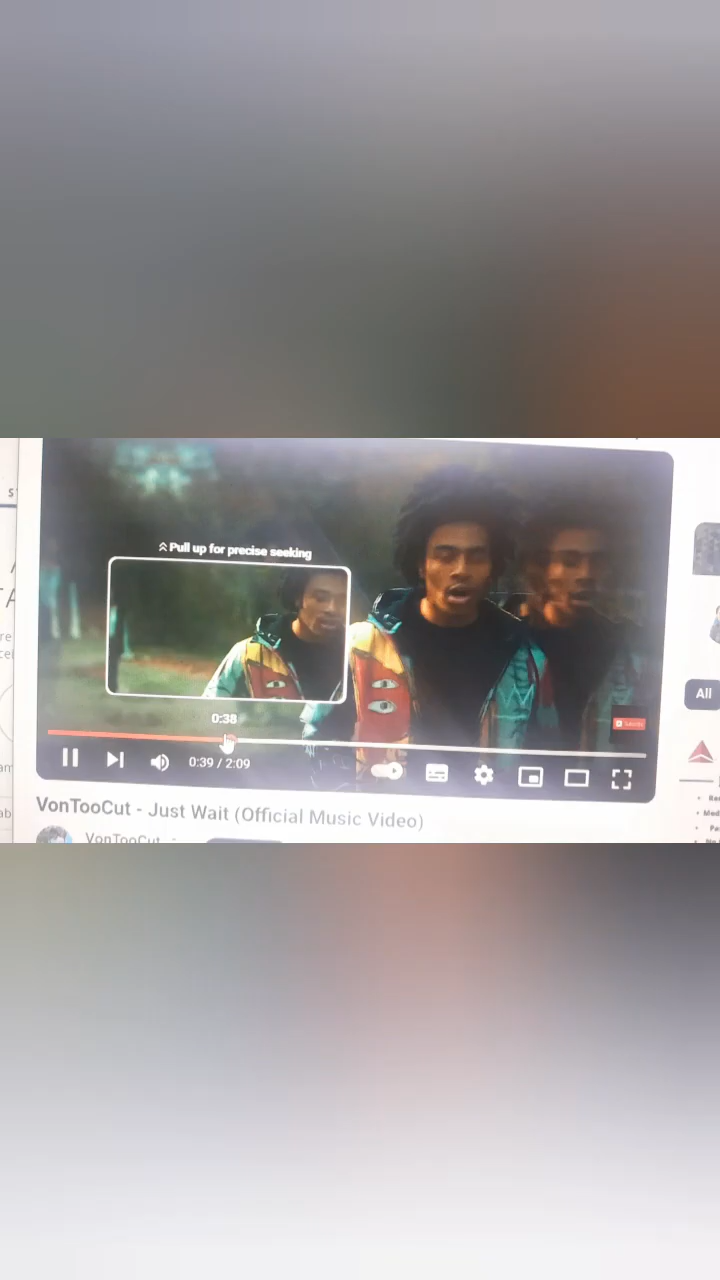 Pull up for precise seeking
0:38
0:39 / 2:09
VonTooCut - Just Wait (Official Music Video)
VonTooCut
All